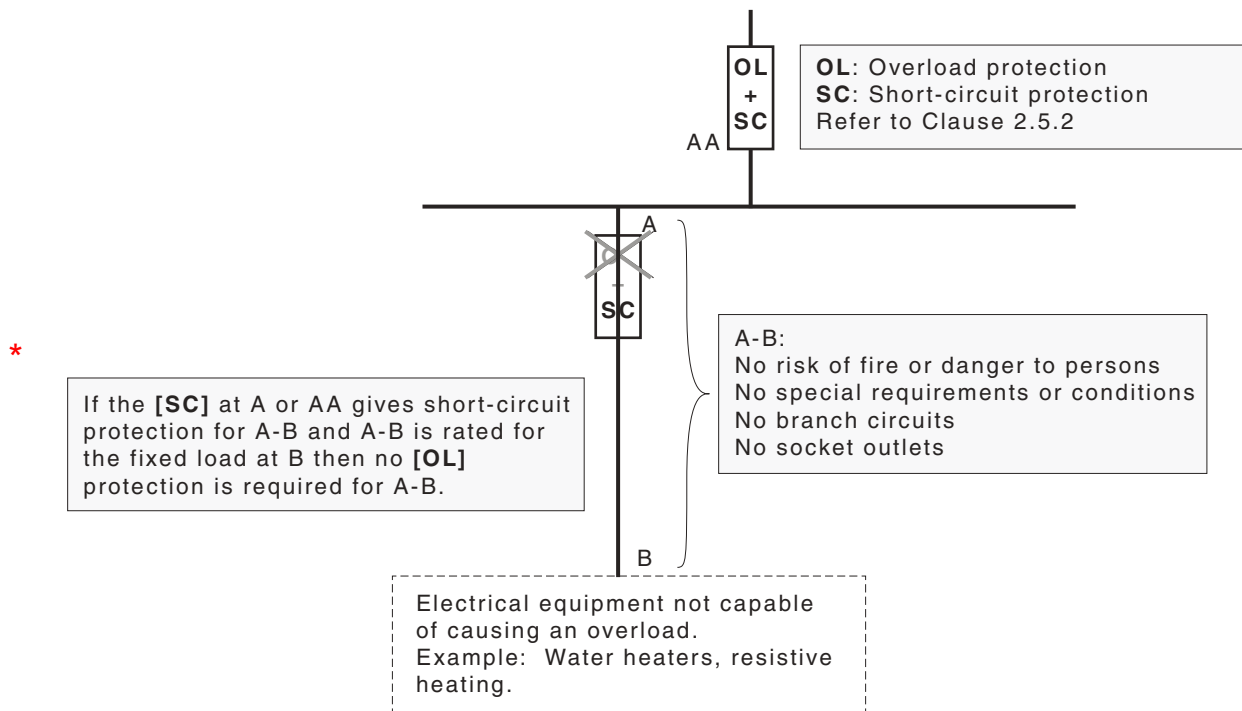 OL
+
SC
OL: Overload protection
SC: Short-circuit protection
Refer to Clause 2.5.2
AA
A
SC
*
A-B:
No risk of fire or danger to persons
No special requirements or conditions
No branch circuits
No socket outlets
If the [SC] at A or AA gives short-circuit
protection for A-B and A-B is rated for
the fixed load at B then no [OL]
protection is required for A-B.
B
Electrical equipment not capable
of causing an overload.
Example: Water heaters, resistive
heating.